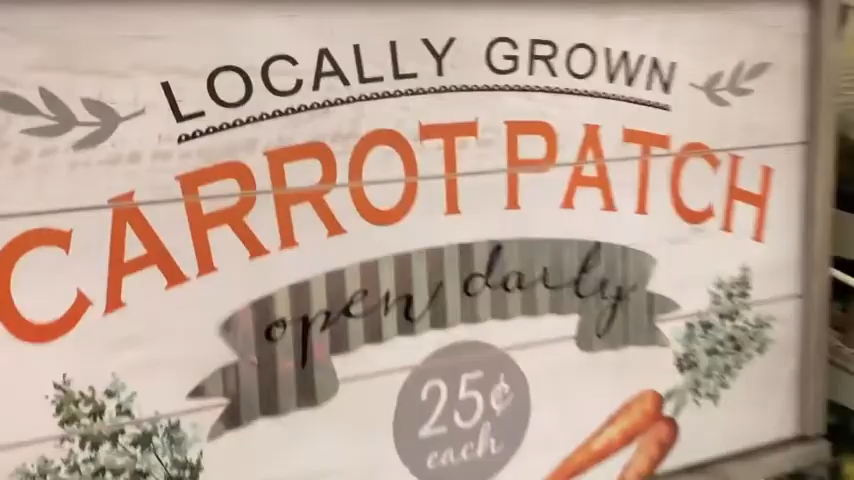 LOCALLY GROWN
CARROT PATCH
open daily
25¢
each